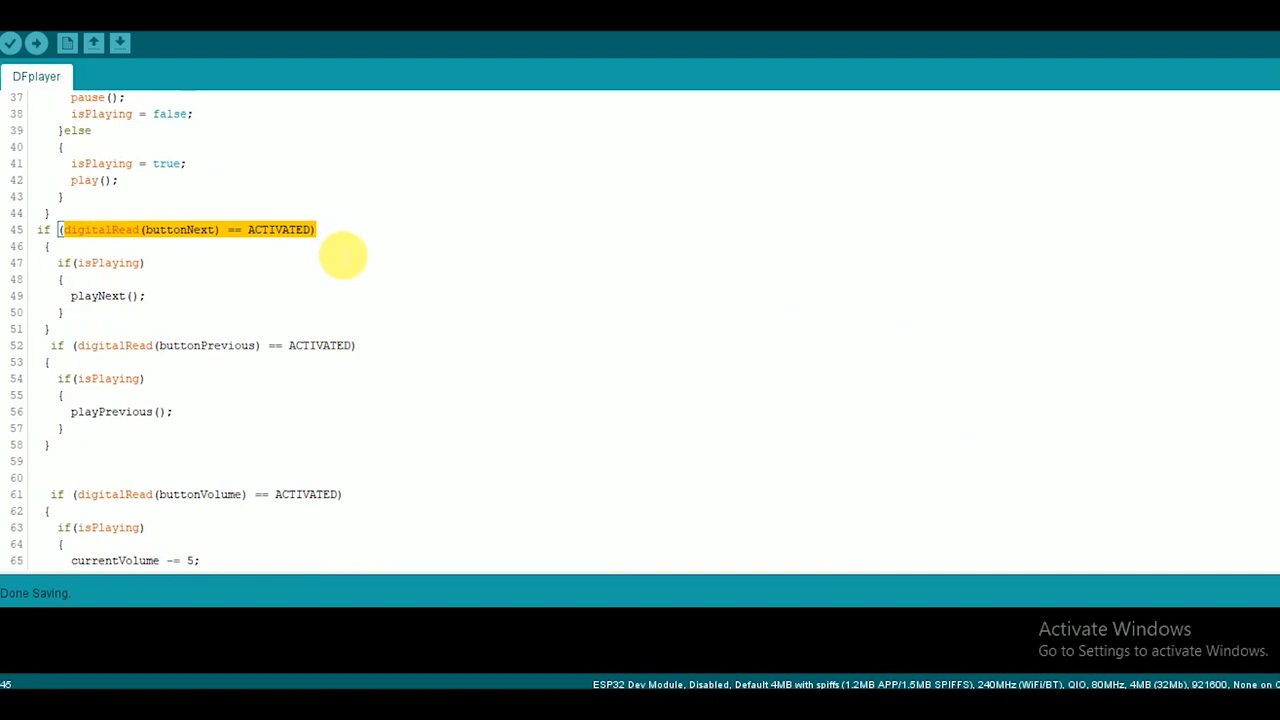 DFplayer
37 pause();
38 isPlaying = false;
39 }else
40 {
41 isPlaying = true;
42 play();
43 }
44 }
45 if (digitalRead(buttonNext) == ACTIVATED)
46 {
47 if(isPlaying)
48 {
49 playNext();
50 }
51 }
52 if (digitalRead(buttonPrevious) == ACTIVATED)
53 {
54 if(isPlaying)
55 {
56 playPrevious();
57 }
58 }
59
60
61 if (digitalRead(buttonVolume) == ACTIVATED)
62 {
63 if(isPlaying)
64 {
65 currentVolume -= 5;
Done Saving.
Activate Windows
Go to Settings to activate Windows.
45 ESP32 Dev Module, Disabled, Default 4MB with spiffs (1.2MB APP/1.5MB SPIFFS), 240MHz (WiFi/BT), QIO, 80MHz, 4MB (32Mb), 921600, None on